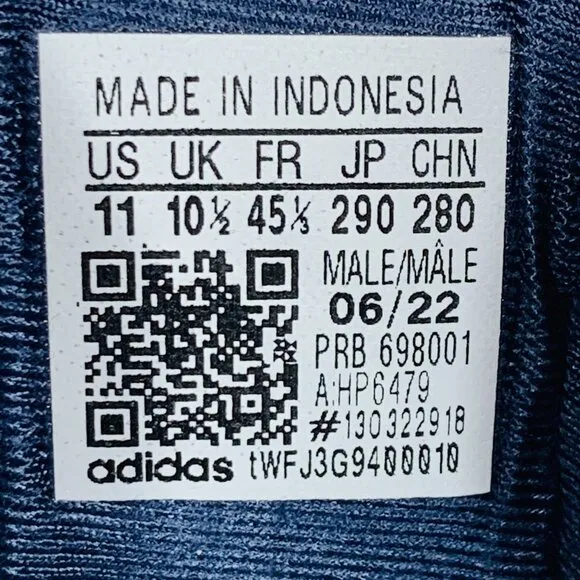 MADE IN INDONESIA
US UK FR JP CHN
11 10½ 45⅓ 290 280
MALE/MÂLE
06/22
PRB 698001
A:HP6479
#130322918
adidas tWFJ3G9400010